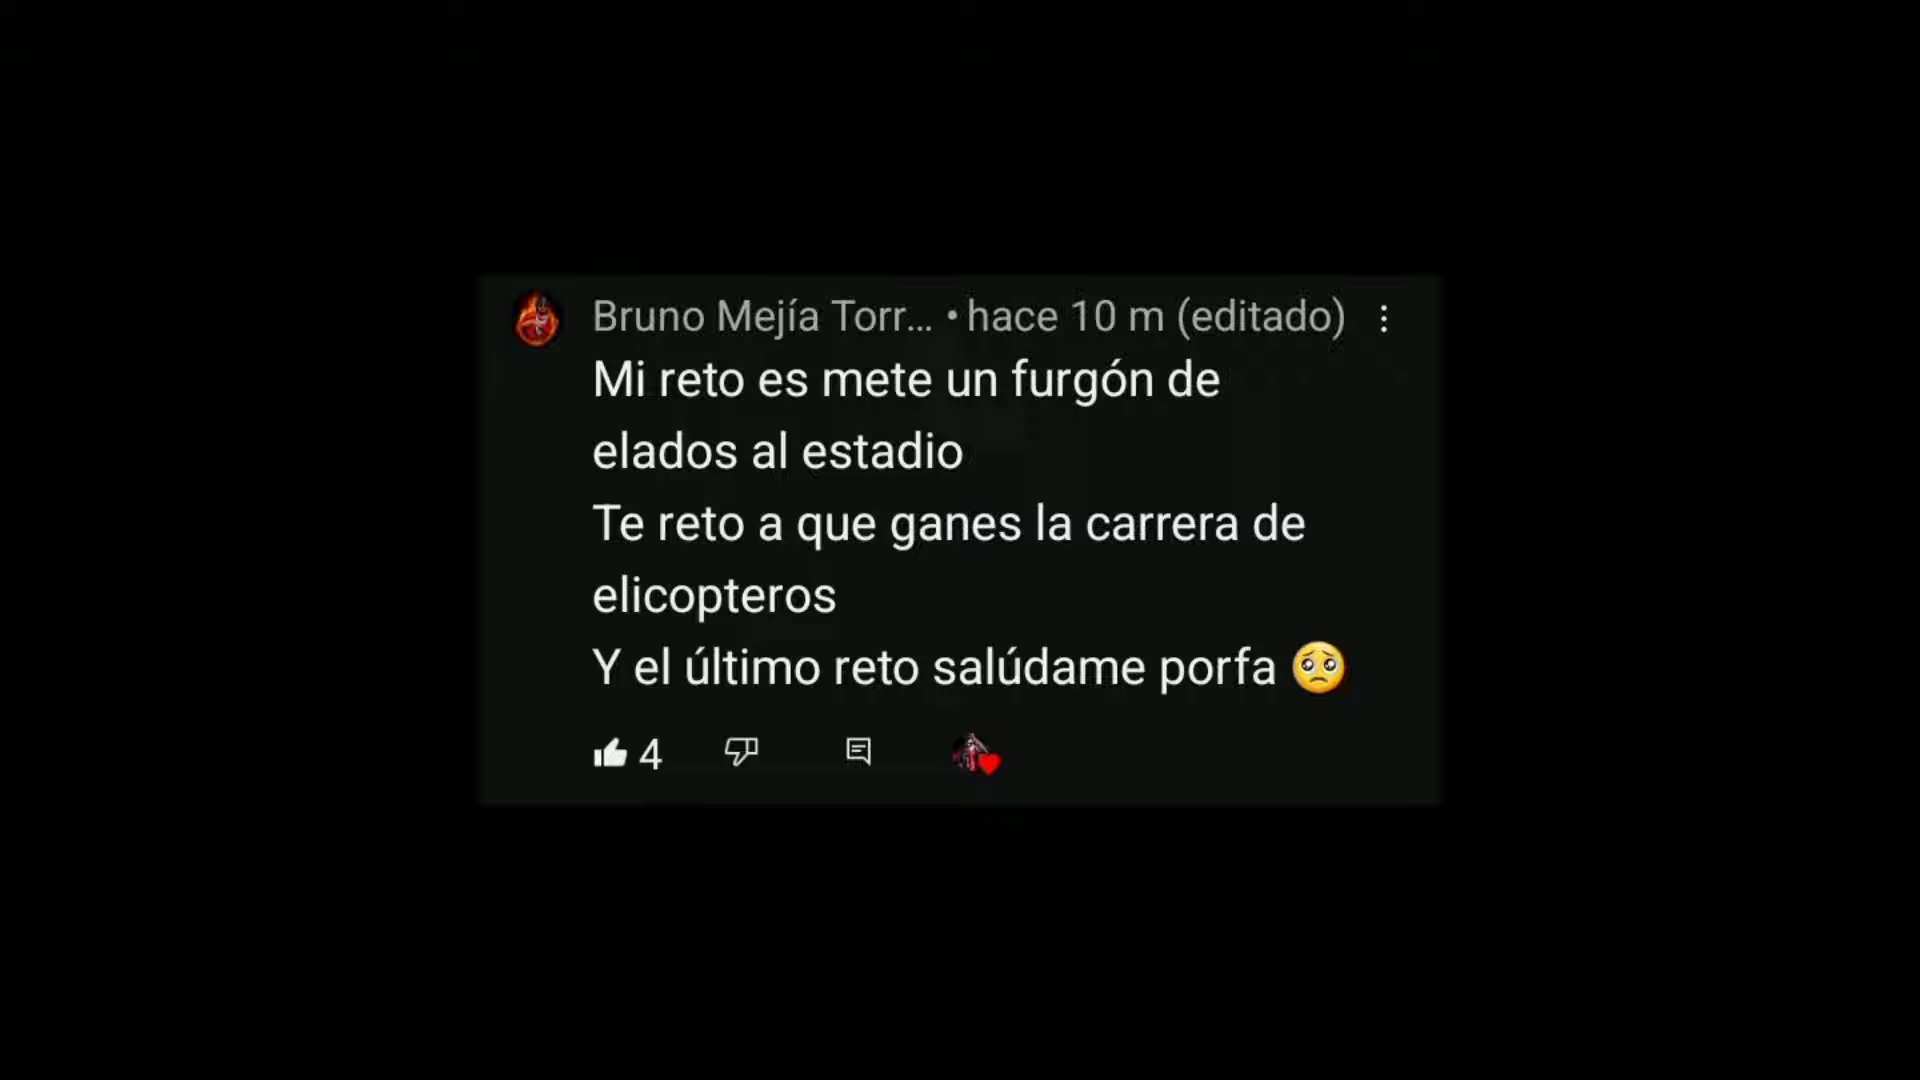 Bruno Mejía Torr... • hace 10 m (editado)
Mi reto es mete un furgón de
elados al estadio
Te reto a que ganes la carrera de
elicopteros
Y el último reto salúdame porfa 🥺
4